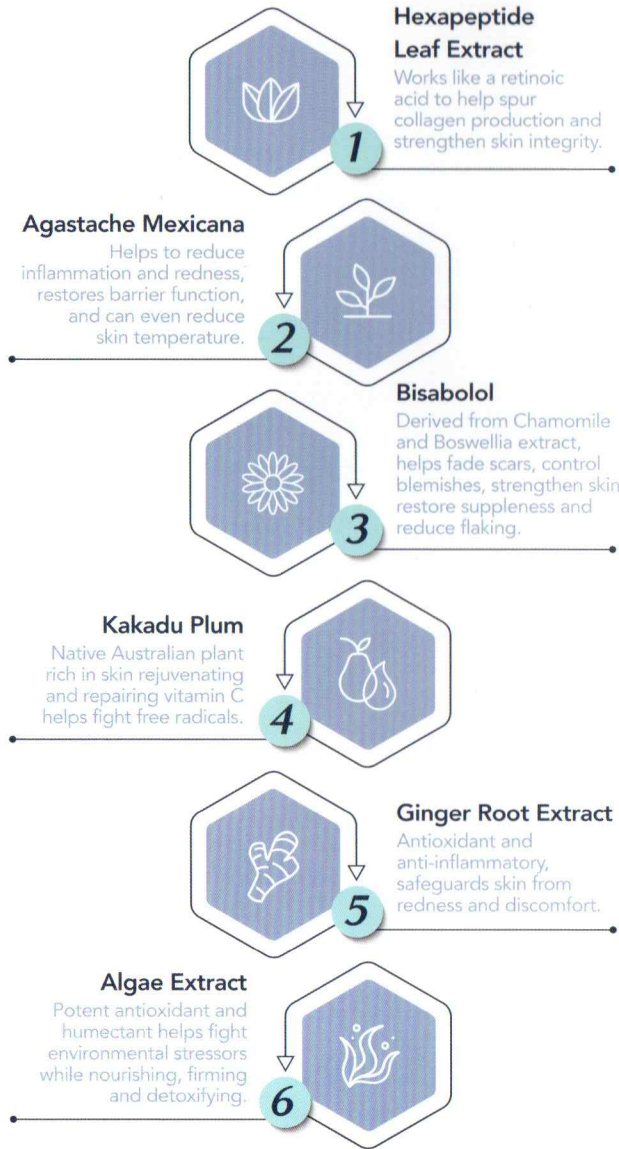 Hexapeptide
Leaf Extract
Works like a retinoic
acid to help spur
collagen production and
strengthen skin integrity.
1
Agastache Mexicana
Helps to reduce
inflammation and redness,
restores barrier function,
and can even reduce
skin temperature.
2
Bisabolol
Derived from Chamomile
and Boswellia extract,
helps fade scars, control
blemishes, strengthen skin
restore suppleness and
reduce flaking.
3
Kakadu Plum
Native Australian plant
rich in skin rejuvenating
and repairing vitamin C
helps fight free radicals.
4
Ginger Root Extract
Antioxidant and
anti-inflammatory,
safeguards skin from
redness and discomfort.
5
Algae Extract
Potent antioxidant and
humectant helps fight
environmental stressors
while nourishing, firming
and detoxifying.
6